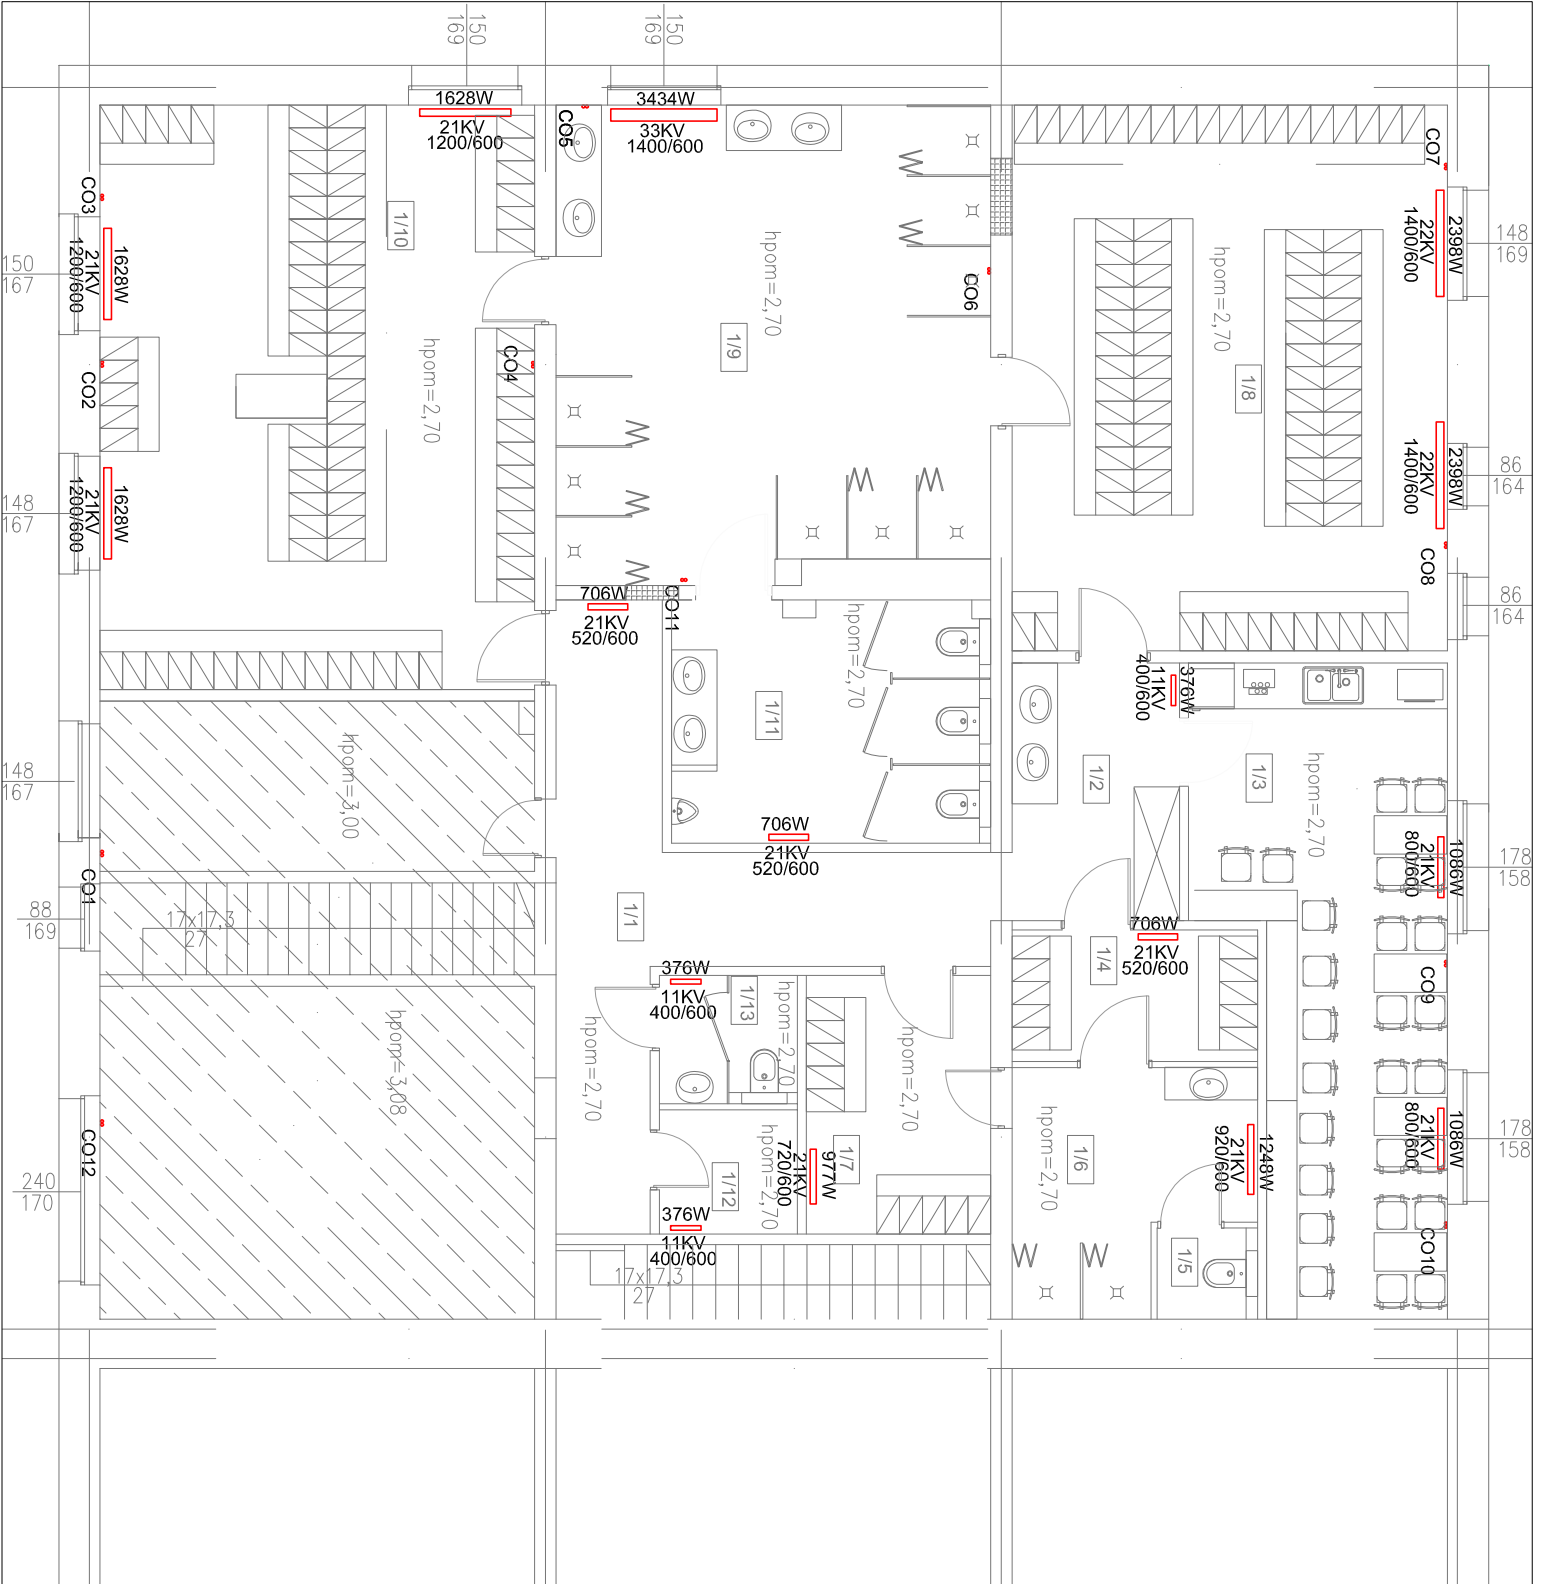 150
169
150
169
1628W
21KV
1200/600
CO5
3434W
33KV
1400/600
CO7
CO3
1/10
hpom=2,70
CO6
hpom=2,70
2398W
22KV
1400/600
148
169
150
167
1628W
21KV
1200/600
1/9
CO4
CO2
hpom=2,70
1/8
2398W
22KV
1400/600
86
164
148
167
1628W
21KV
1200/600
CO8
86
164
706W
21KV
520/600
CO11
hpom=2,70
376W
11KV
400/600
1/11
1/2
1/3
hpom=2,70
hpom=3,00
148
167
706W
21KV
520/600
1086W
21KV
800/600
178
158
CO1
88
169
17x17,3
27
1/1
706W
21KV
520/600
1/4
CO9
376W
11KV
400/600
1/13
hpom=2,70
hpom=2,70
hpom=2,70
hpom=3,08
CO12
240
170
hpom=2,70
1/12
977W
21KV
720/600
1/7
hpom=2,70
1/6
1248W
21KV
920/600
1086W
21KV
800/600
178
158
376W
11KV
400/600
17x17,3
27
1/5
CO10